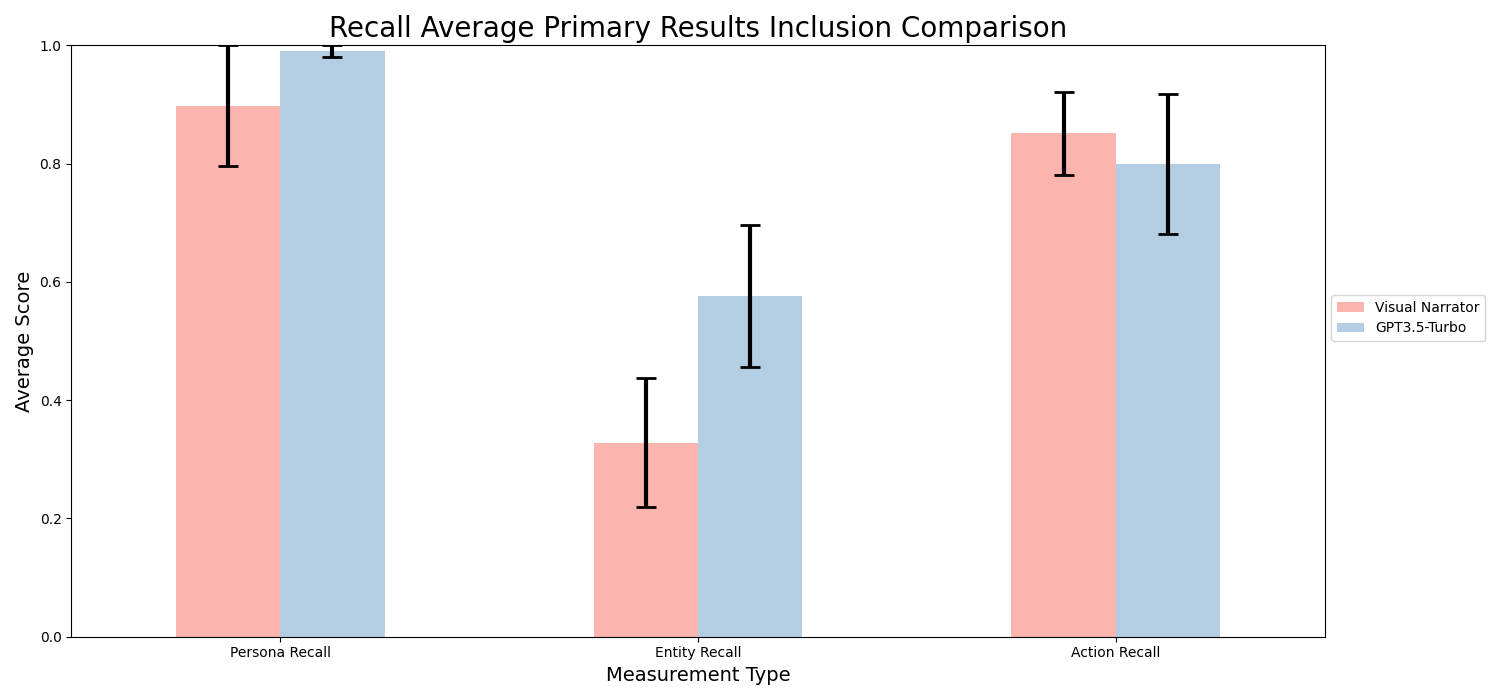 Recall Average Primary Results Inclusion Comparison
1.0
0.8
0.6
0.4
0.2
0.0
Average Score
Persona Recall
Entity Recall
Action Recall
Measurement Type
Visual Narrator
GPT3.5-Turbo